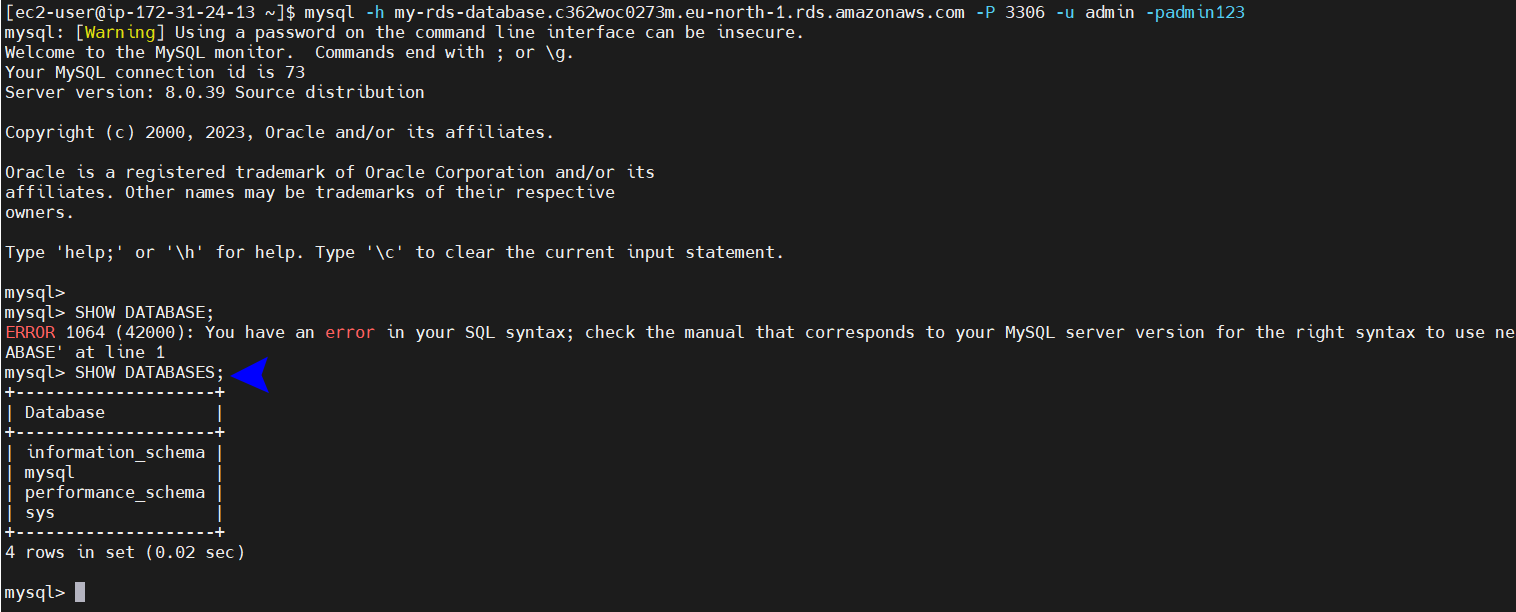 [ec2-user@ip-172-31-24-13 ~]$ mysql -h my-rds-database.c362woc0273m.eu-north-1.rds.amazonaws.com -P 3306 -u admin -padmin123
mysql: [Warning] Using a password on the command line interface can be insecure.
Welcome to the MySQL monitor.  Commands end with ; or \g.
Your MySQL connection id is 73
Server version: 8.0.39 Source distribution

Copyright (c) 2000, 2023, Oracle and/or its affiliates.

Oracle is a registered trademark of Oracle Corporation and/or its
affiliates. Other names may be trademarks of their respective
owners.

Type 'help;' or '\h' for help. Type '\c' to clear the current input statement.

mysql>
mysql> SHOW DATABASE;
ERROR 1064 (42000): You have an error in your SQL syntax; check the manual that corresponds to your MySQL server version for the right syntax to use ne
ABASE' at line 1
mysql> SHOW DATABASES;
+--------------------+
| Database           |
+--------------------+
| information_schema |
| mysql              |
| performance_schema |
| sys                |
+--------------------+
4 rows in set (0.02 sec)

mysql>